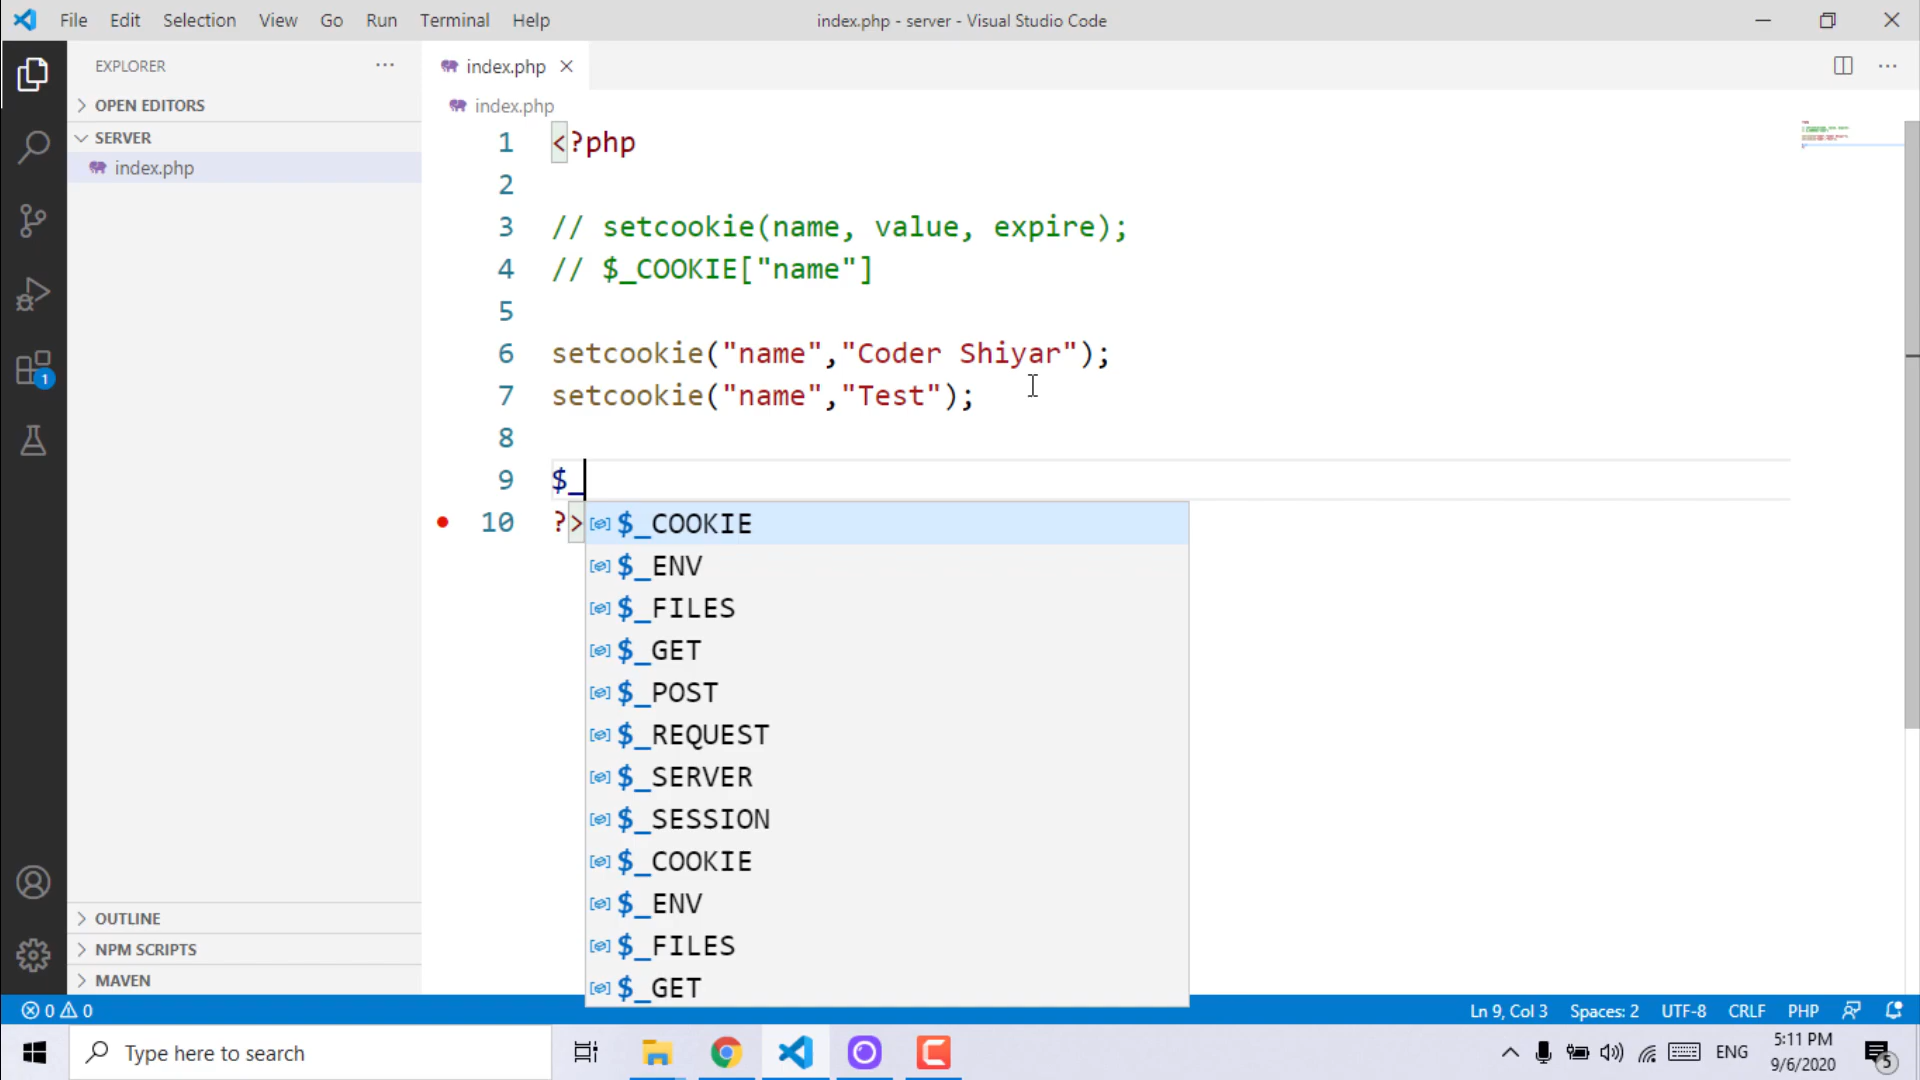 File Edit Selection View Go Run Terminal Help
index.php - server - Visual Studio Code
EXPLORER
OPEN EDITORS
SERVER
index.php
OUTLINE
NPM SCRIPTS
MAVEN
index.php
index.php
1 <?php
2
3 // setcookie(name, value, expire);
4 // $_COOKIE["name"]
5
6 setcookie("name","Coder Shiyar");
7 setcookie("name","Test");
8
9 $_
10 ?>
$_COOKIE
$_ENV
$_FILES
$_GET
$_POST
$_REQUEST
$_SERVER
$_SESSION
$_COOKIE
$_ENV
$_FILES
$_GET
1
0 0
Ln 9, Col 3 Spaces: 2 UTF-8 CRLF PHP
Type here to search
ENG
5:11 PM
9/6/2020
5